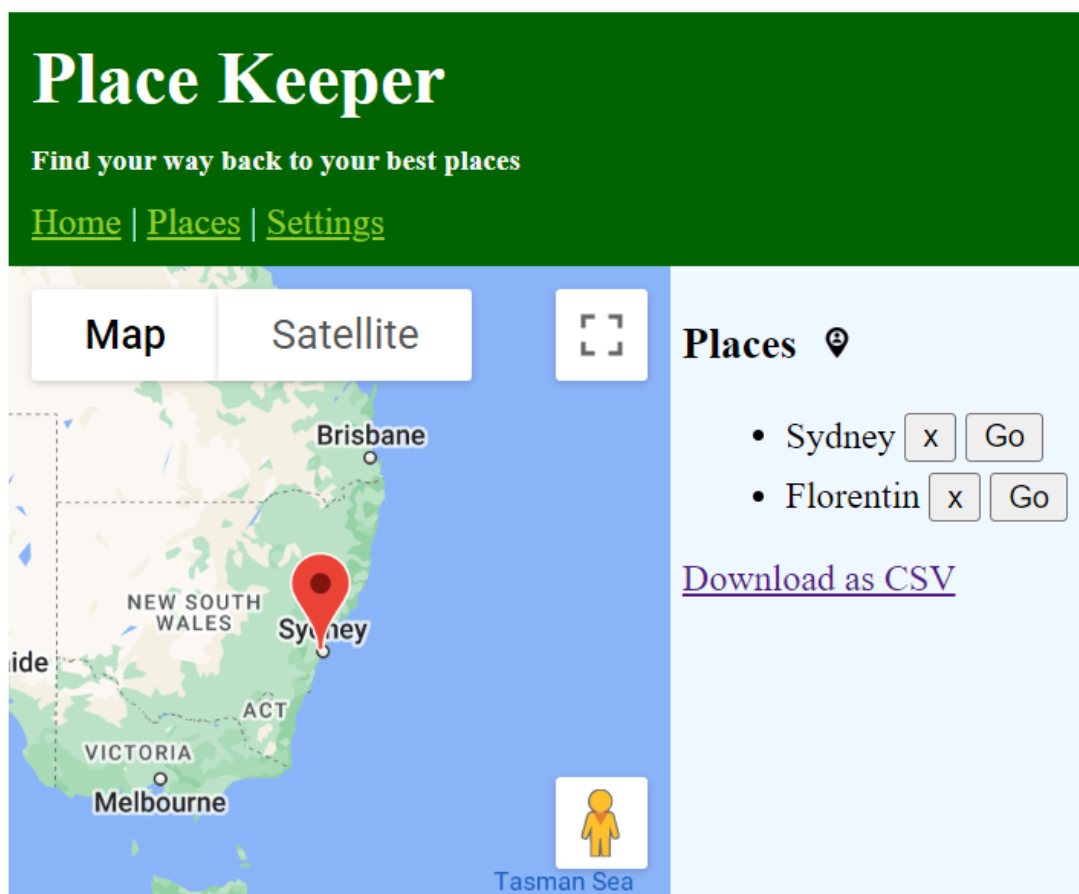 Place Keeper
Find your way back to your best places
Home | Places | Settings
Map Satellite
Brisbane
NEW SOUTH
WALES
Sydney
ide
ACT
VICTORIA
Melbourne
Tasman Sea
Places
Sydney x Go
Florentin x Go
Download as CSV